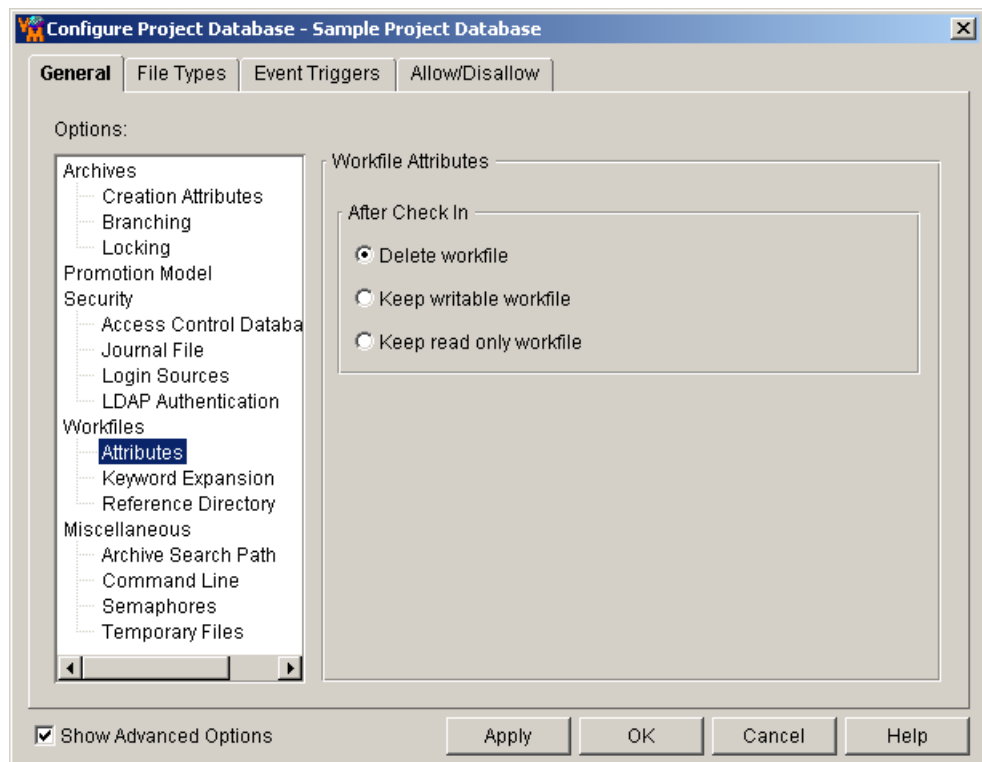 Configure Project Database - Sample Project Database
General File Types Event Triggers Allow/Disallow
Options:
Archives
Creation Attributes
Branching
Locking
Promotion Model
Security
Access Control Databa
Journal File
Login Sources
LDAP Authentication
Workfiles
Attributes
Keyword Expansion
Reference Directory
Miscellaneous
Archive Search Path
Command Line
Semaphores
Temporary Files
Workfile Attributes
After Check In
Delete workfile
Keep writable workfile
Keep read only workfile
Show Advanced Options
Apply OK Cancel Help